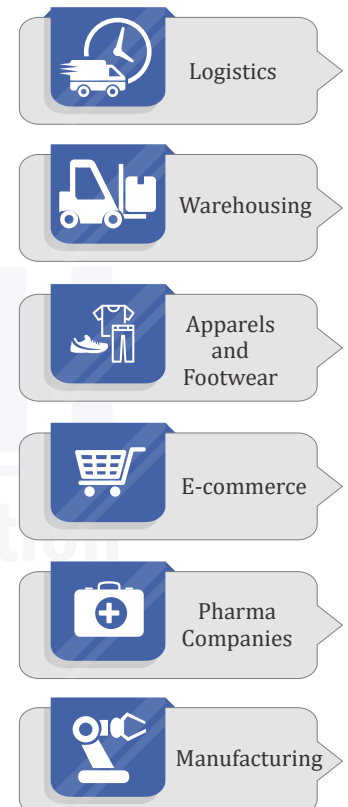 Logistics
Warehousing
Apparels
and
Footwear
E-commerce
Pharma
Companies
Manufacturing